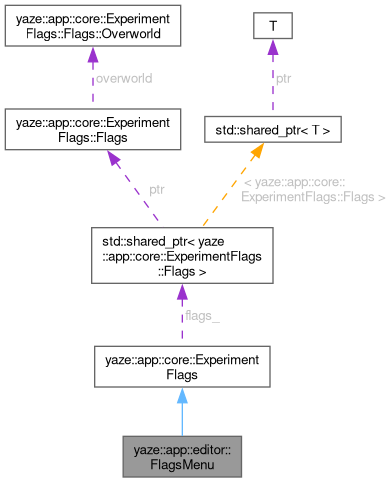 yaze::app::core::Experiment
Flags::Flags::Overworld
T
overworld
ptr
yaze::app::core::Experiment
Flags::Flags
std::shared_ptr< T >
ptr
< yaze::app::core::
ExperimentFlags::Flags >
std::shared_ptr< yaze
::app::core::ExperimentFlags
::Flags >
flags_
yaze::app::core::Experiment
Flags
yaze::app::editor::
FlagsMenu